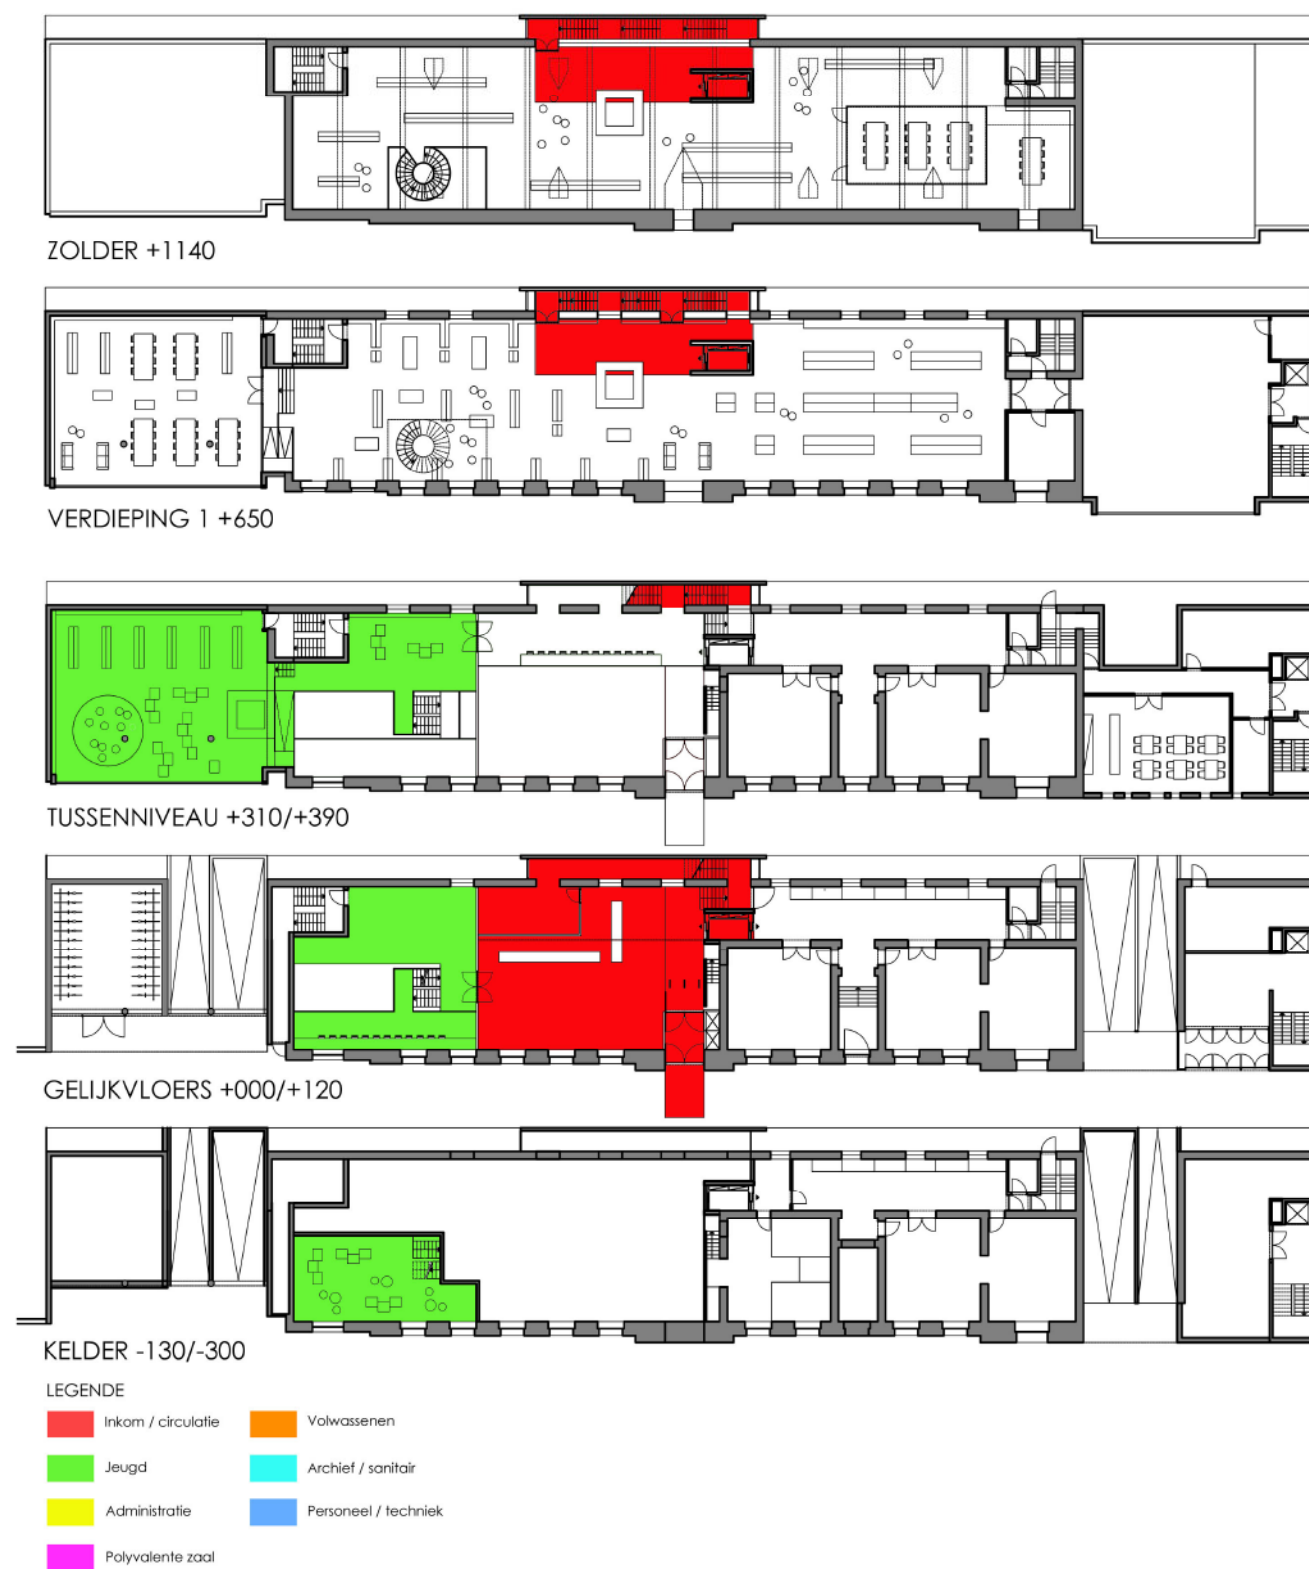 ZOLDER +1140
VERDIEPING 1 +650
TUSSENNIVEAU +310/+390
GELIJKVLOERS +000/+120
KELDER -130/-300
LEGENDE
Inkom / circulatie
Volwassenen
Jeugd
Archief / sanitair
Administratie
Personeel / techniek
Polyvalente zaal